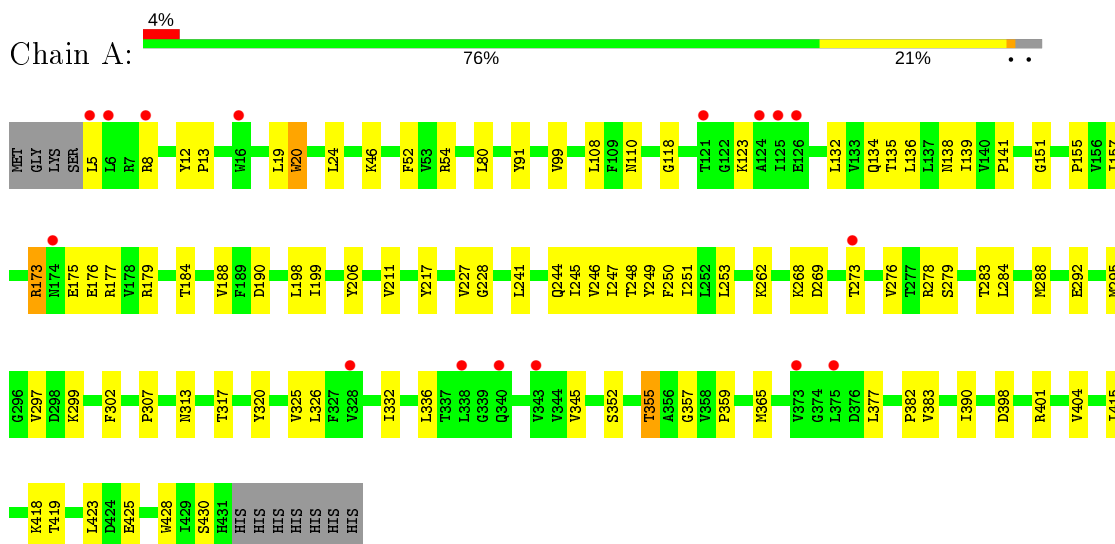 4%
Chain A:
76% 21% • •
MET GLY LYS SER L5 L6 R7 R8 Y12 P13 W16 L19 W20 L24 K46 F52 V53 R54 L80 Y91 V99 L108 F109 N110 G118 T121 G122 K123 A124 I125 E126 L132 V133 Q134 T135 L136 L137 N138 I139 V140 P141 G151 P155 V156 I157
R173 N174 E175 E176 R177 V178 R179 T184 V188 F189 D190 L198 I199 Y206 V211 Y217 V227 G228 L241 Q244 I245 V246 I247 T248 Y249 F250 I251 L252 L253 K262 K268 D269 T273 V276 T277 R278 S279 T283 L284 M288 E292 M295
G296 V297 D298 K299 F302 P307 N313 T317 Y320 V325 L326 F327 V328 I332 L336 T337 L338 G339 Q340 V343 V344 V345 S352 T355 A356 G357 V358 P359 M365 V373 G374 L375 D376 L377 P382 V383 I390 D398 R401 V404
K418 T419 L423 D424 E425 W428 I429 S430 H431 HIS HIS HIS HIS HIS HIS HIS